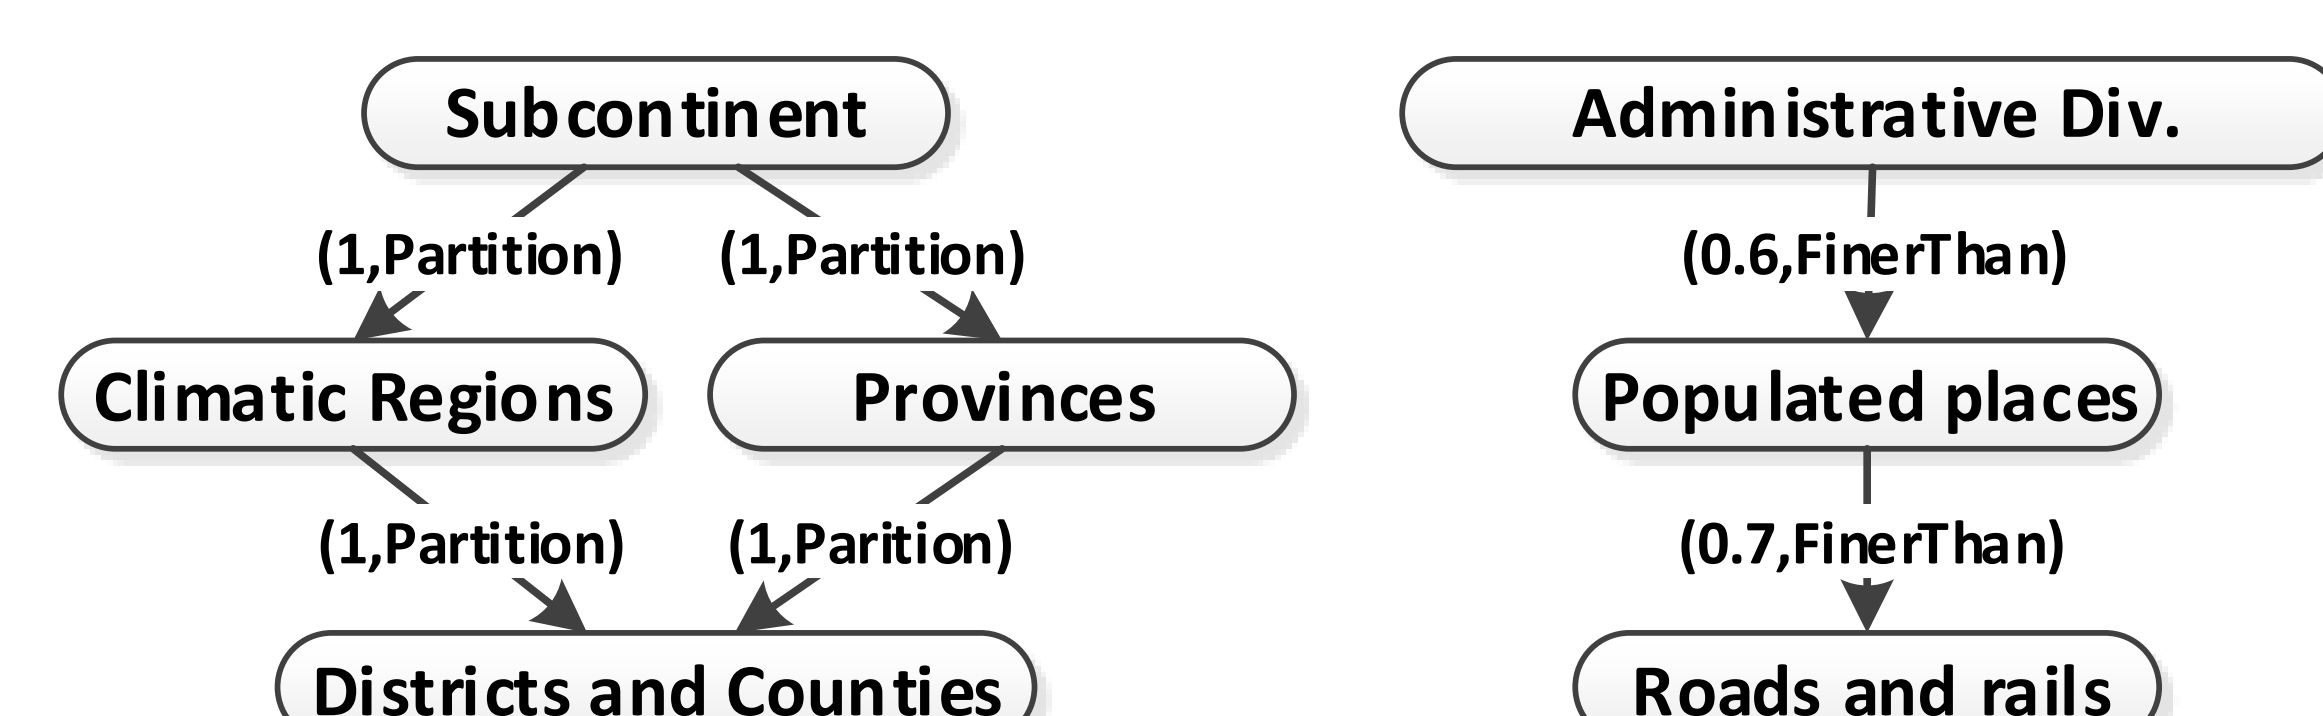 Subcontinent
(1,Partition) (1,Partition)
Climatic Regions
Provinces
(1,Partition) (1,Parition)
Districts and Counties
Administrative Div.
(0.6,FinerThan)
Populated places
(0.7,FinerThan)
Roads and rails